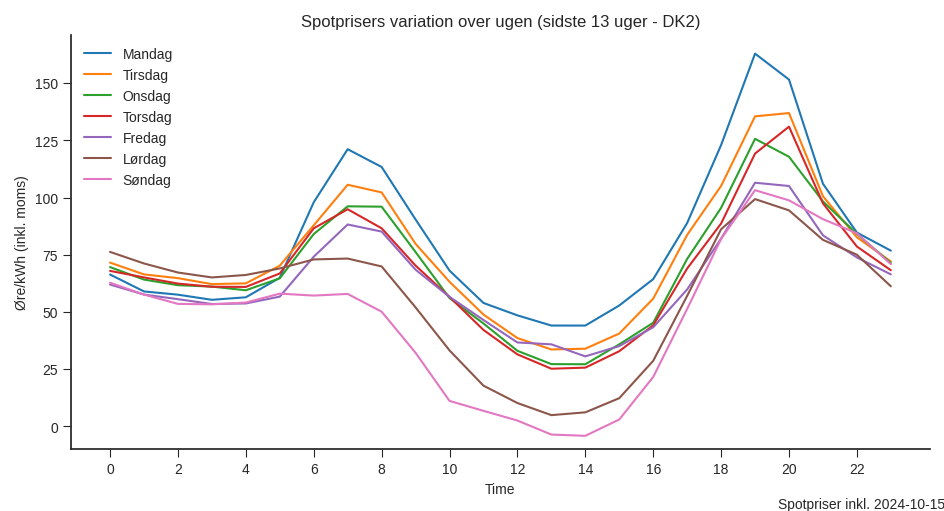 Spotprisers variation over ugen (sidste 13 uger - DK2)
Mandag
Tirsdag
Onsdag
Torsdag
Fredag
Lørdag
Søndag
Øre/kWh (inkl. moms)
150
125
100
75
50
25
0
0 2 4 6 8 10 12 14 16 18 20 22
Time
Spotpriser inkl. 2024-10-15